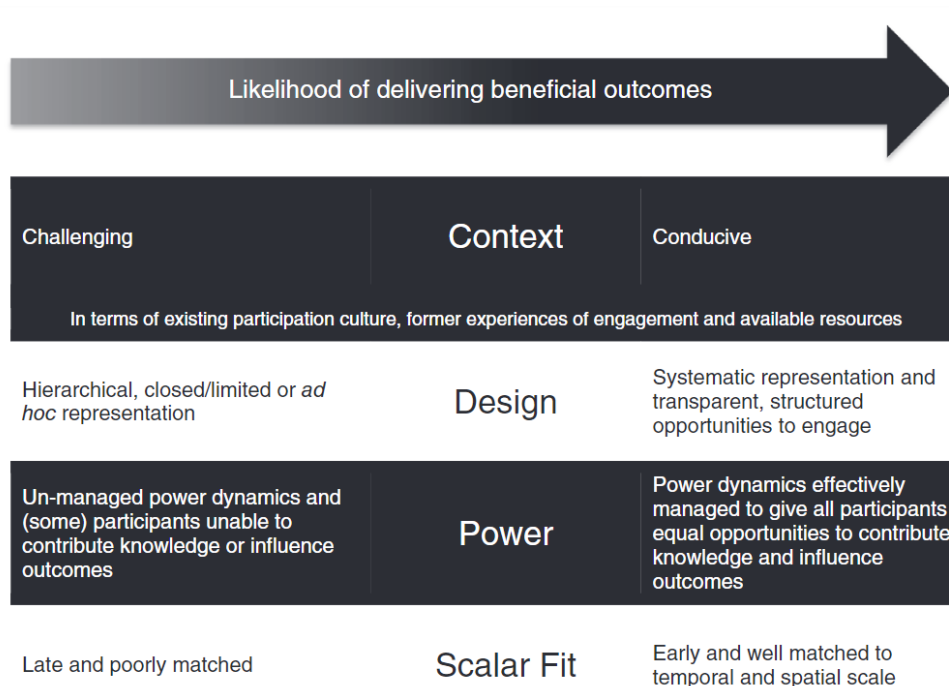 Likelihood of delivering beneficial outcomes
Challenging
Context
Conducive
In terms of existing participation culture, former experiences of engagement and available resources
Hierarchical, closed/limited or ad
hoc representation
Design
Systematic representation and
transparent, structured
opportunities to engage
Un-managed power dynamics and
(some) participants unable to
contribute knowledge or influence
outcomes
Power
Power dynamics effectively
managed to give all participants
equal opportunities to contribute
knowledge and influence
outcomes
Late and poorly matched
Scalar Fit
Early and well matched to
temporal and spatial scale